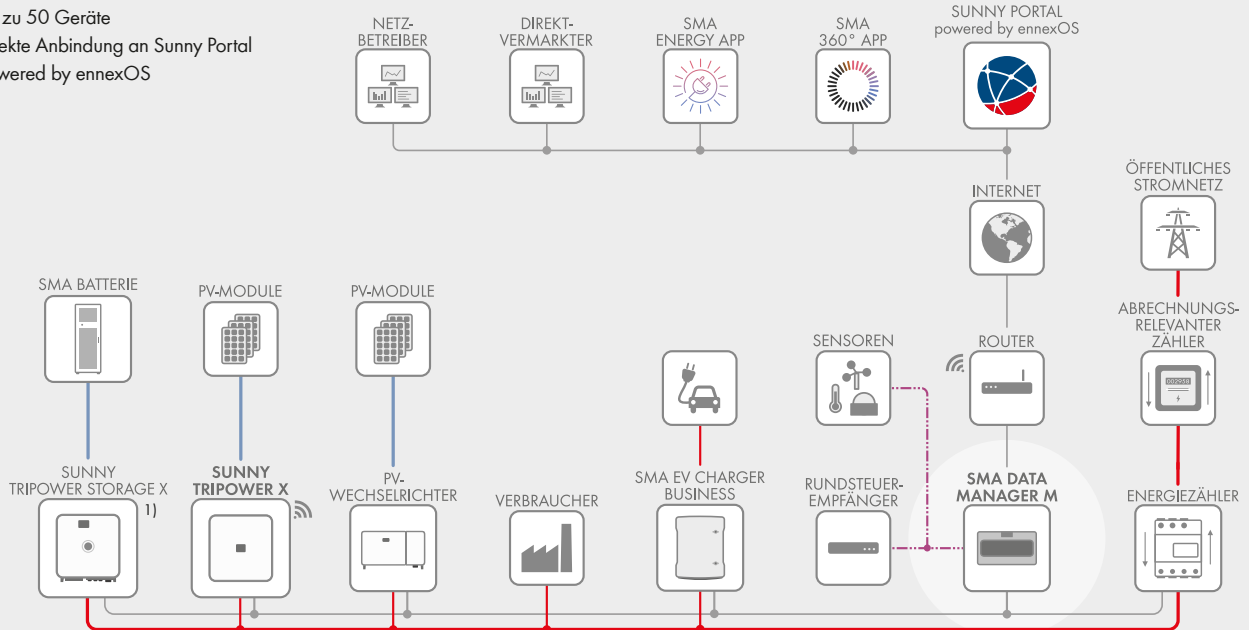 zu 50 Geräte
ekte Anbindung an Sunny Portal
wered by ennexOS
NETZ-
BETREIBER
DIREKT-
VERMARKTER
SMA
ENERGY APP
SMA
360° APP
SUNNY PORTAL
powered by ennexOS
INTERNET
ÖFFENTLICHES
STROMNETZ
SMA BATTERIE
PV-MODULE
PV-MODULE
SENSOREN
ROUTER
ABRECHNUNGS-
RELEVANTER
ZÄHLER
002958
SUNNY
TRIPOWER STORAGE X
1)
SUNNY
TRIPOWER X
PV-
WECHSELRICHTER
VERBRAUCHER
SMA EV CHARGER
BUSINESS
RUNDSTEUER-
EMPFÄNGER
SMA DATA
MANAGER M
ENERGIEZÄHLER